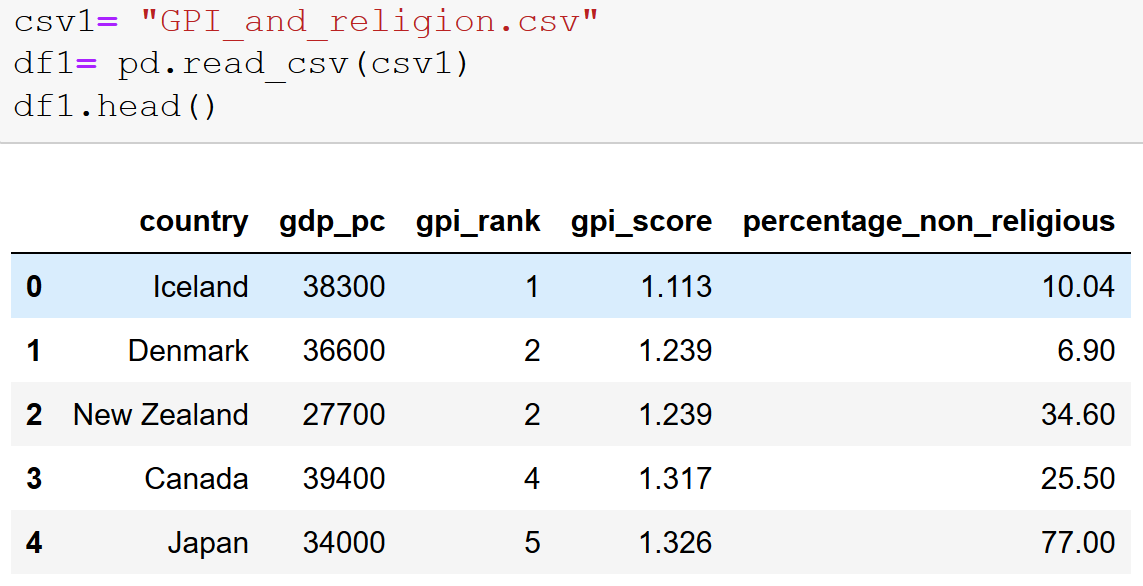 csv1= "GPI_and_religion.csv"
df1= pd.read_csv(csv1)
df1.head()
country gdp_pc gpi_rank gpi_score percentage_non_religious
0 Iceland 38300 1 1.113 10.04
1 Denmark 36600 2 1.239 6.90
2 New Zealand 27700 2 1.239 34.60
3 Canada 39400 4 1.317 25.50
4 Japan 34000 5 1.326 77.00